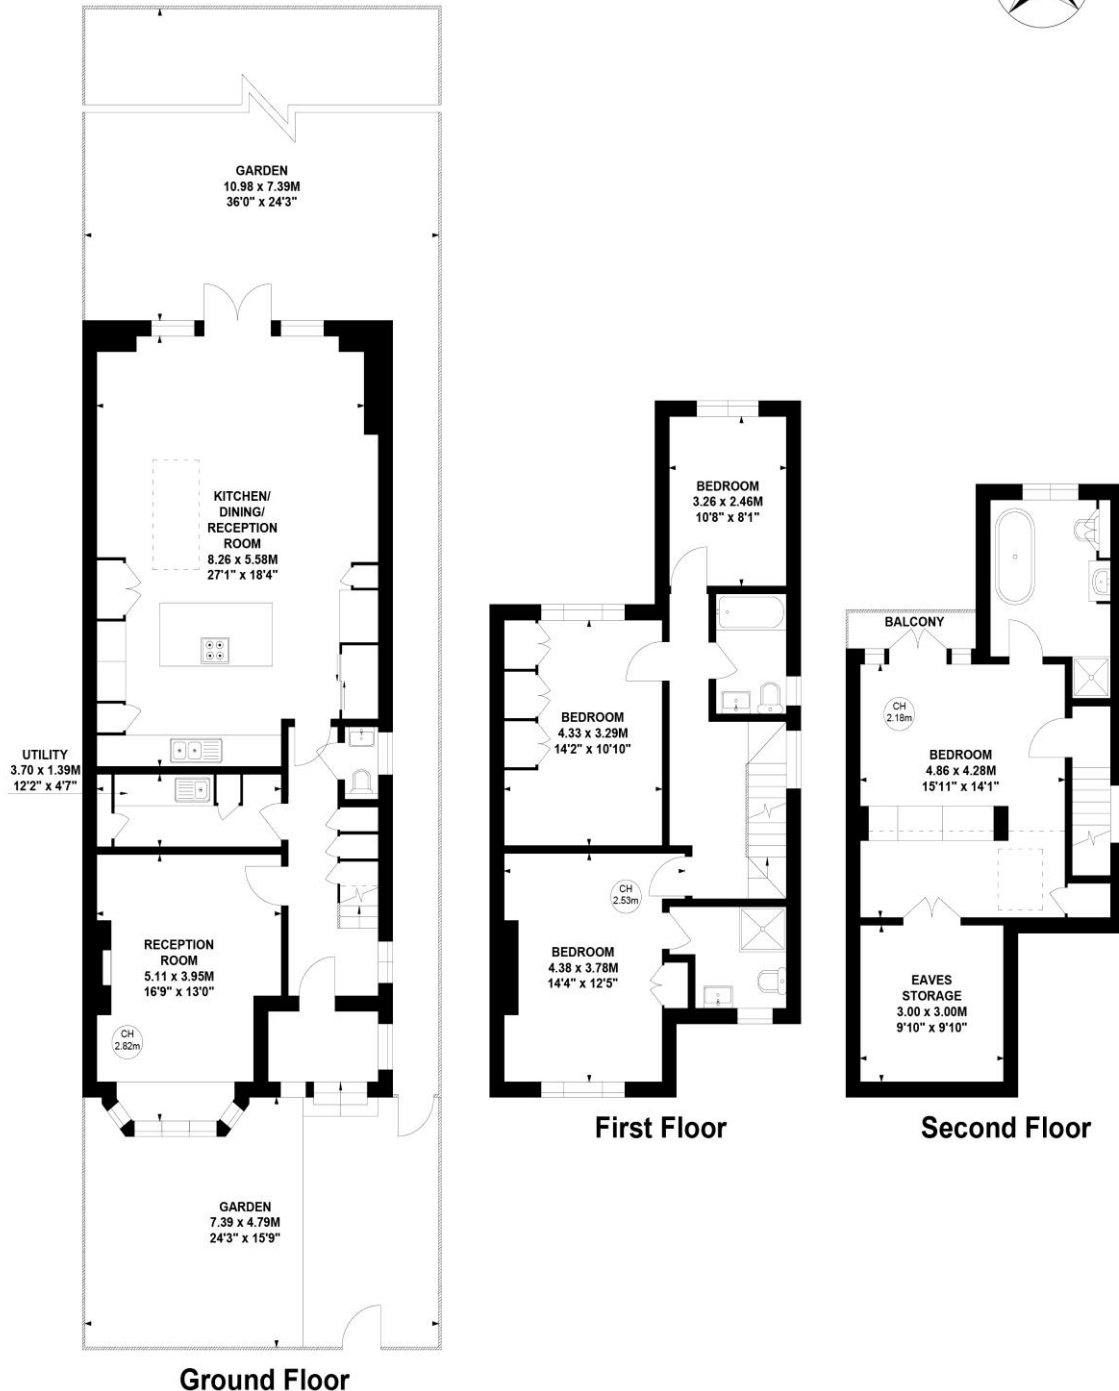 GARDEN
10.98 x 7.39M
36'0" x 24'3"
KITCHEN/
DINING/
RECEPTION
ROOM
8.26 x 5.58M
27'1" x 18'4"
UTILITY
3.70 x 1.39M
12'2" x 4'7"
RECEPTION
ROOM
5.11 x 3.95M
16'9" x 13'0"
CH
2.82m
GARDEN
7.39 x 4.79M
24'3" x 15'9"
Ground Floor
BEDROOM
3.26 x 2.46M
10'8" x 8'1"
BEDROOM
4.33 x 3.29M
14'2" x 10'10"
CH
2.53m
BEDROOM
4.38 x 3.78M
14'4" x 12'5"
First Floor
BALCONY
CH
2.18m
BEDROOM
4.86 x 4.28M
15'11" x 14'1"
EAVES
STORAGE
3.00 x 3.00M
9'10" x 9'10"
Second Floor